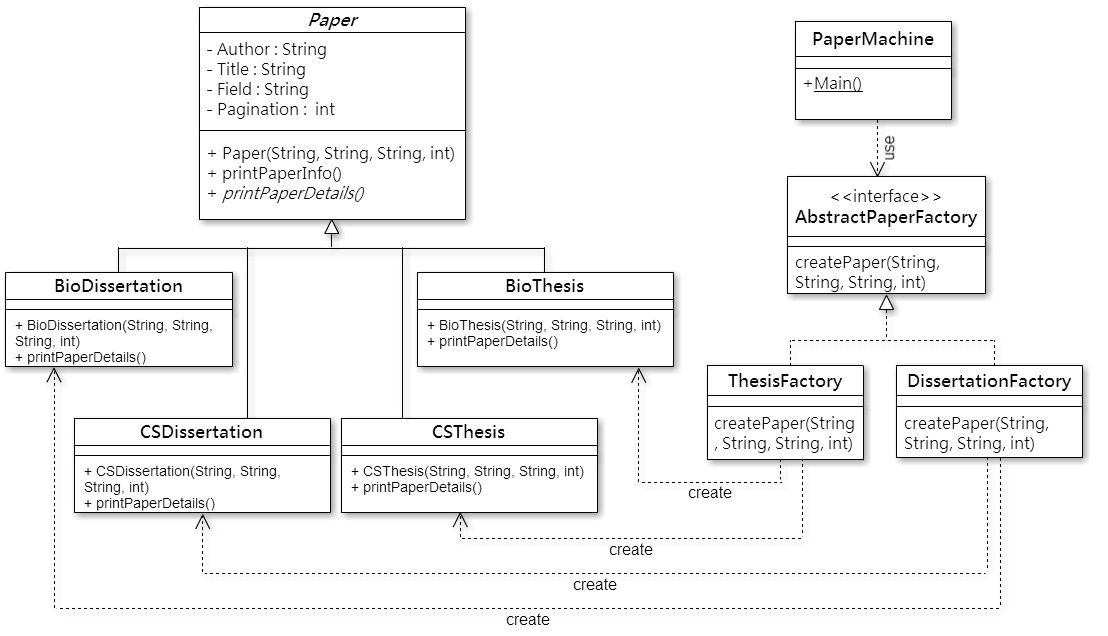 Paper
- Author : String
- Title : String
- Field : String
- Pagination :  int
+ Paper(String, String, String, int)
+ printPaperInfo()
+ printPaperDetails()
PaperMachine
+Main()
use
<<interface>>
AbstractPaperFactory
createPaper(String,
String, String, int)
BioDissertation
+ BioDissertation(String, String,
String, int)
+ printPaperDetails()
BioThesis
+ BioThesis(String, String, String, int)
+ printPaperDetails()
ThesisFactory
createPaper(String
, String, String, int)
DissertationFactory
createPaper(String,
String, String, int)
CSDissertation
+ CSDissertation(String, String,
String, int)
+ printPaperDetails()
CSThesis
+ CSThesis(String, String, String, int)
+ printPaperDetails()
create
create
create
create